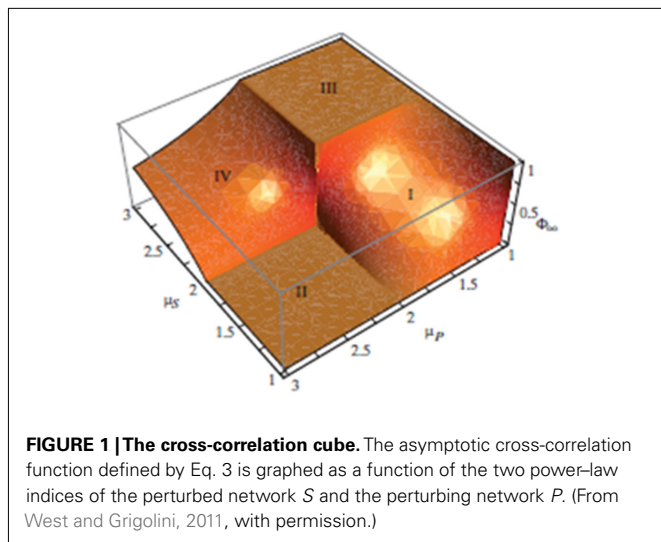 III
IV
I
II
1
0.5
Φ∞
3
2.5
μS
2
1.5
1
1
1.5
2
μP
2.5
3
FIGURE 1 | The cross-correlation cube. The asymptotic cross-correlation
function defined by Eq. 3 is graphed as a function of the two power–law
indices of the perturbed network S and the perturbing network P. (From
West and Grigolini, 2011, with permission.)